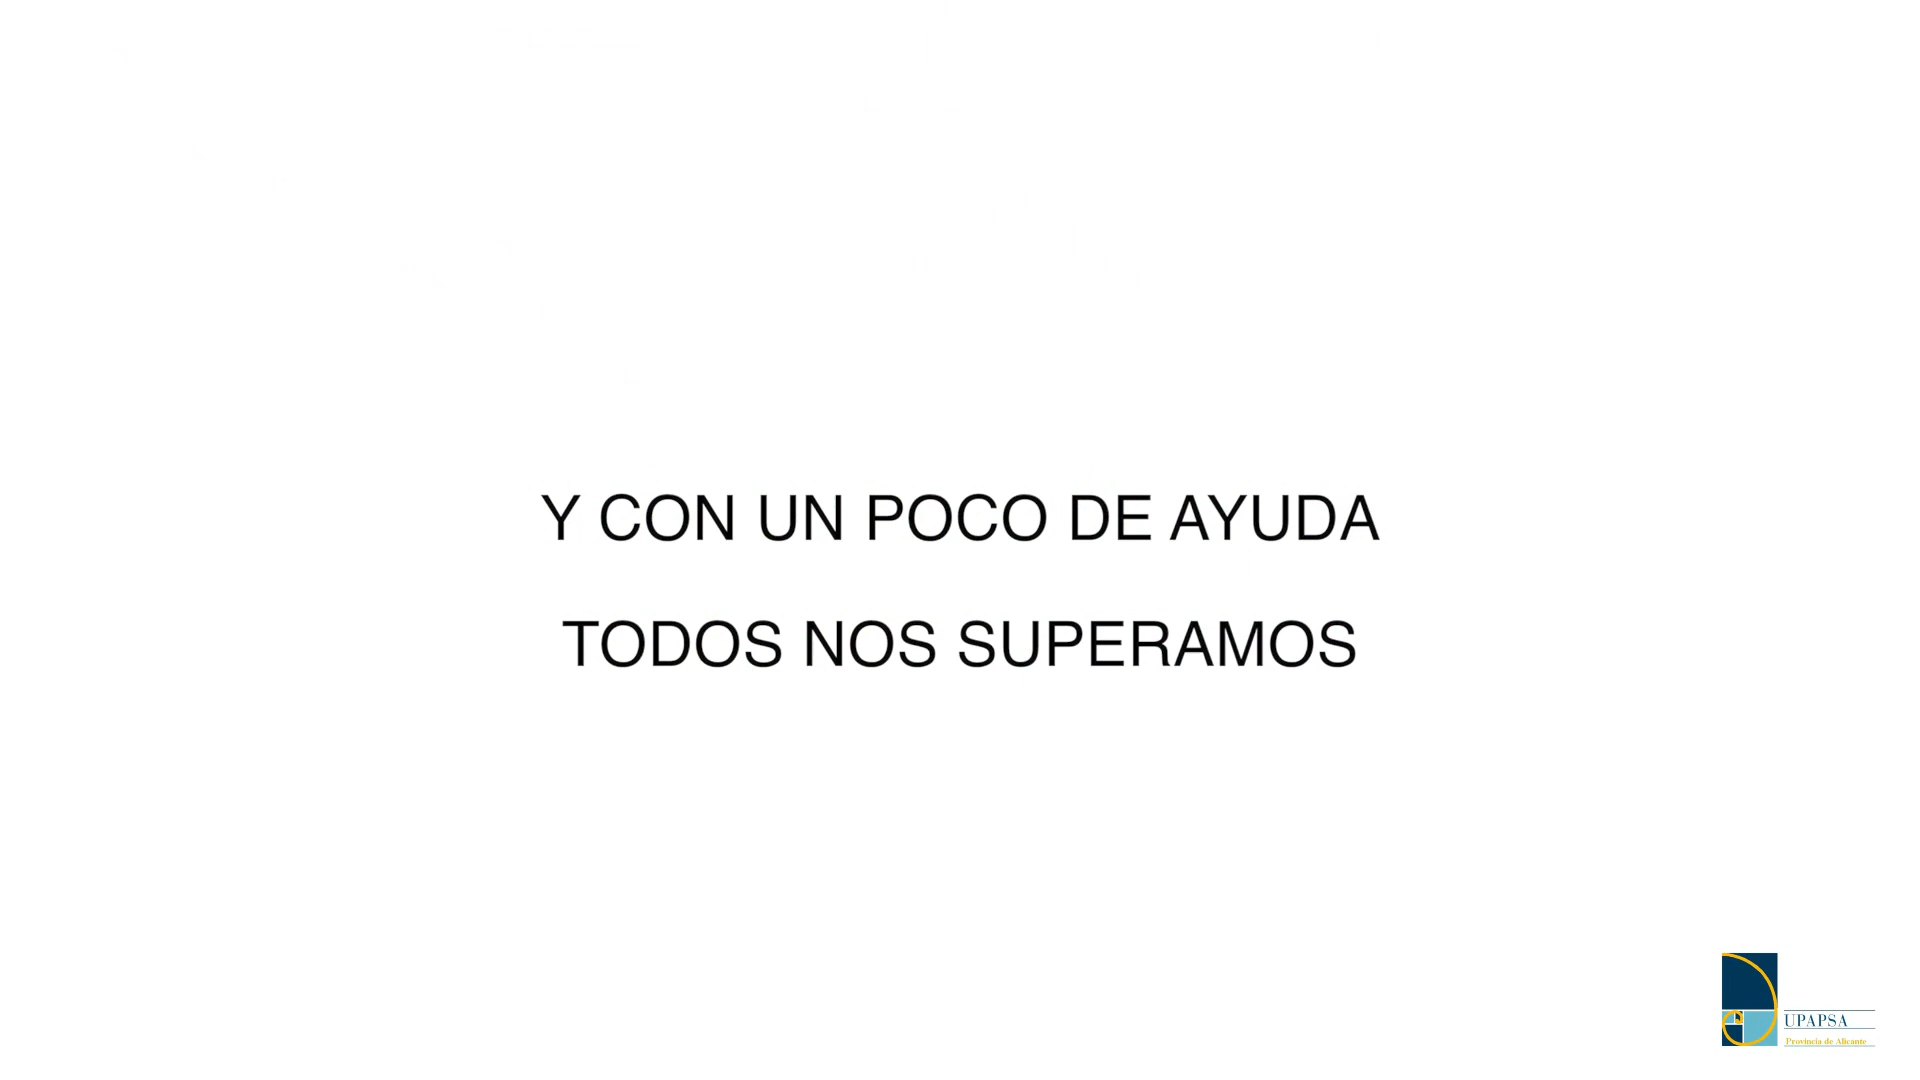 Y CON UN POCO DE AYUDA
TODOS NOS SUPERAMOS
UPAPSA
Provincia de Alicante